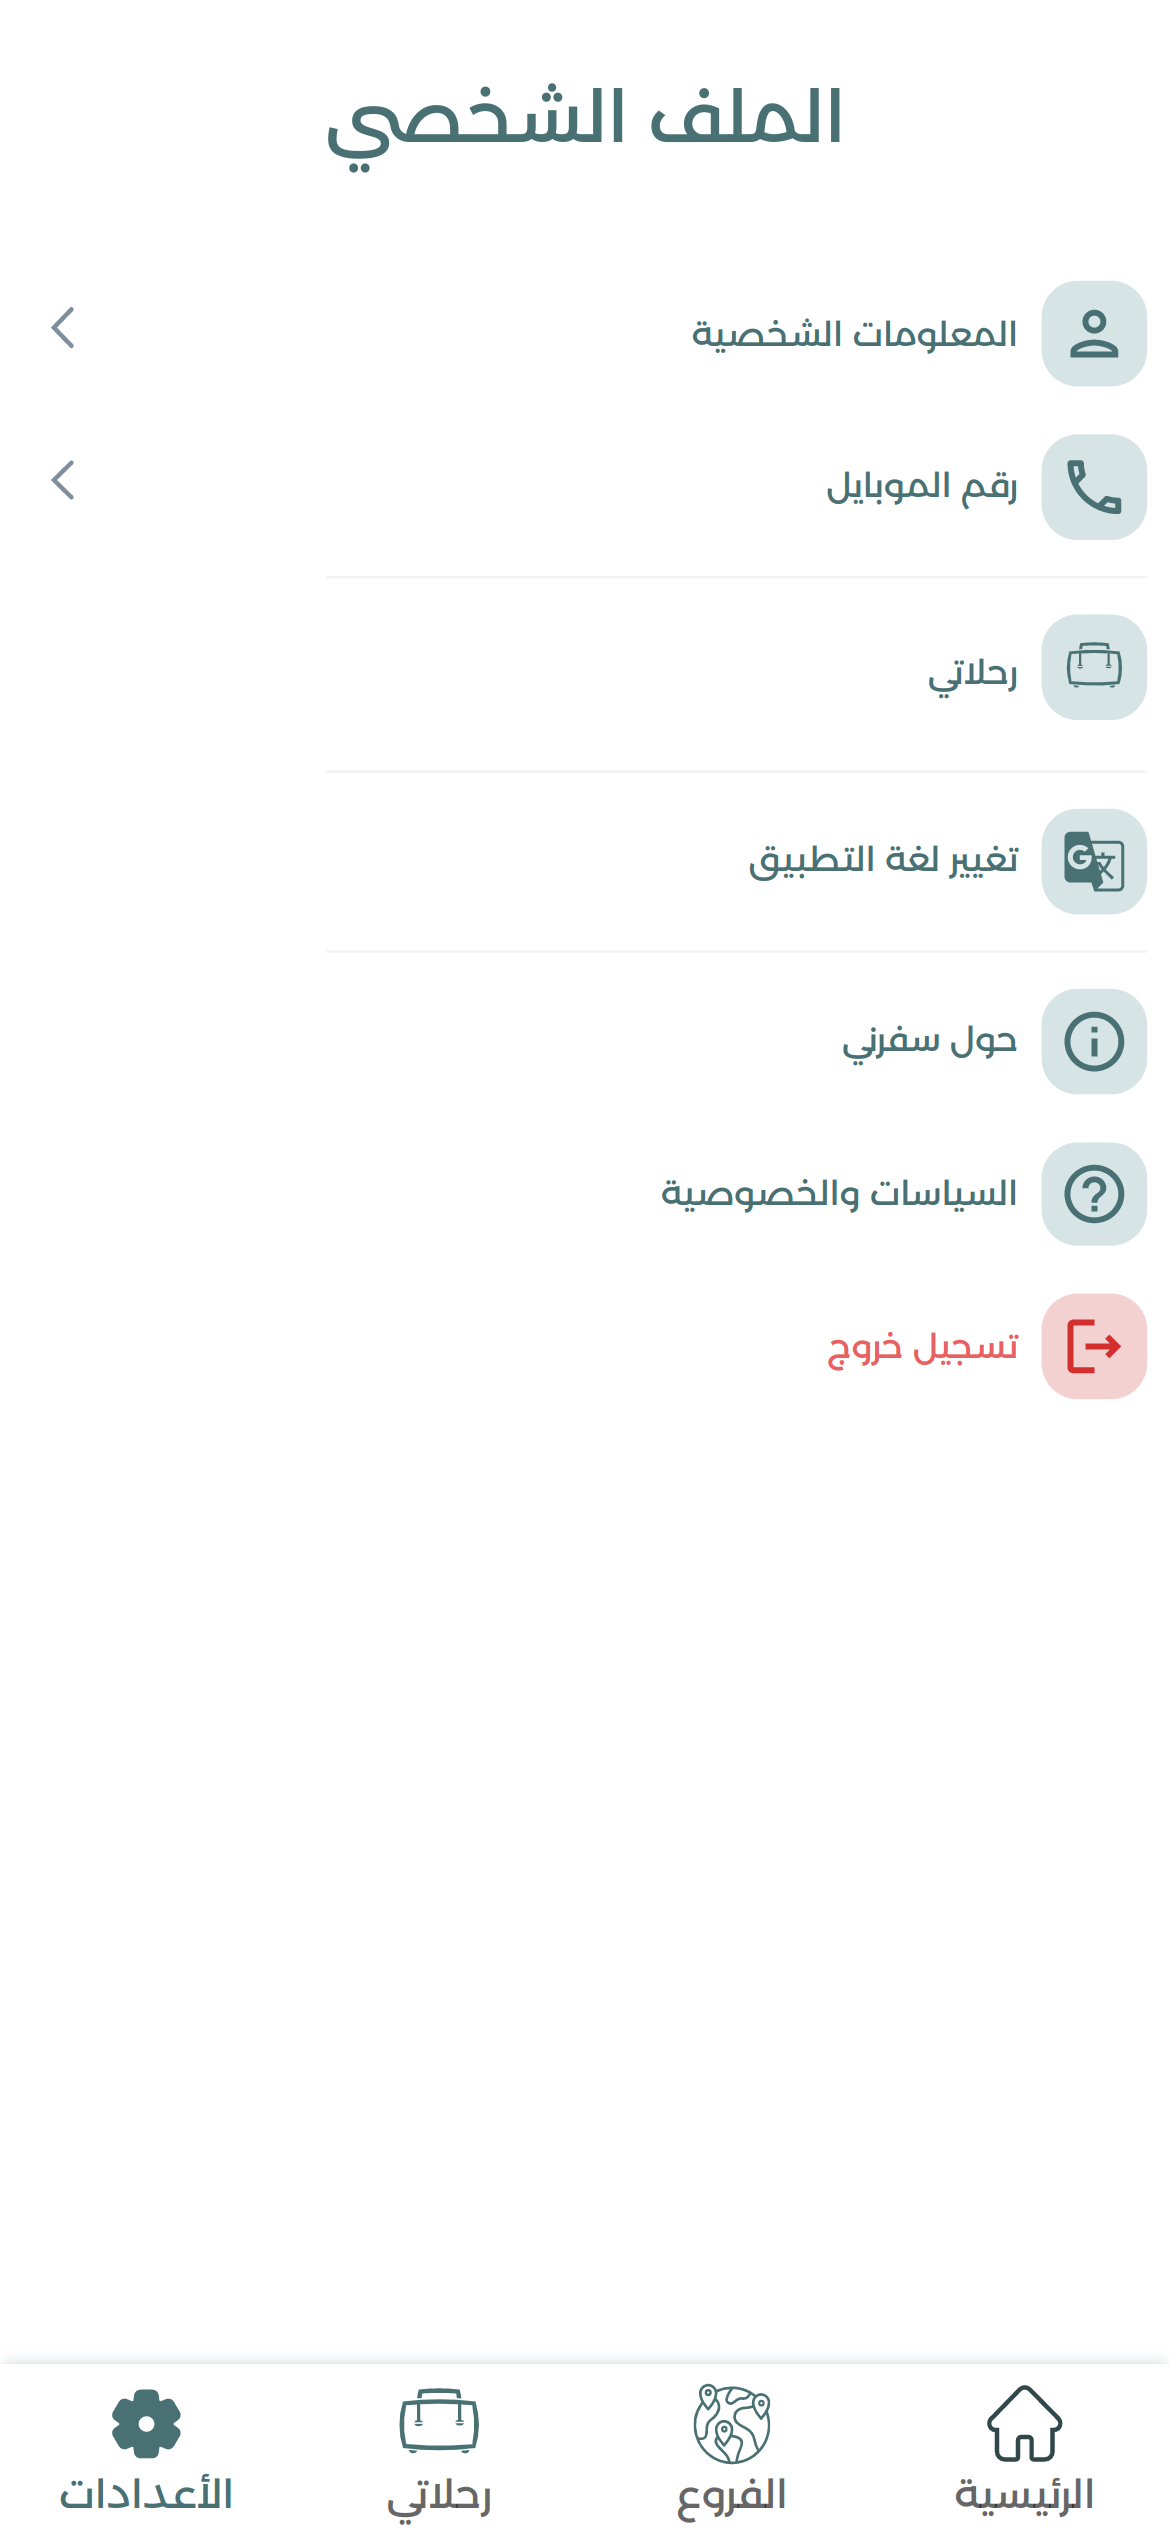 الملف الشخصي
المعلومات الشخصية
رقم الموبايل
رحلاتي
تغيير لغة التطبيق
حول سفرني
السياسات والخصوصية
تسجيل خروج
الرئيسية
الفروع
رحلاتي
الأعدادات